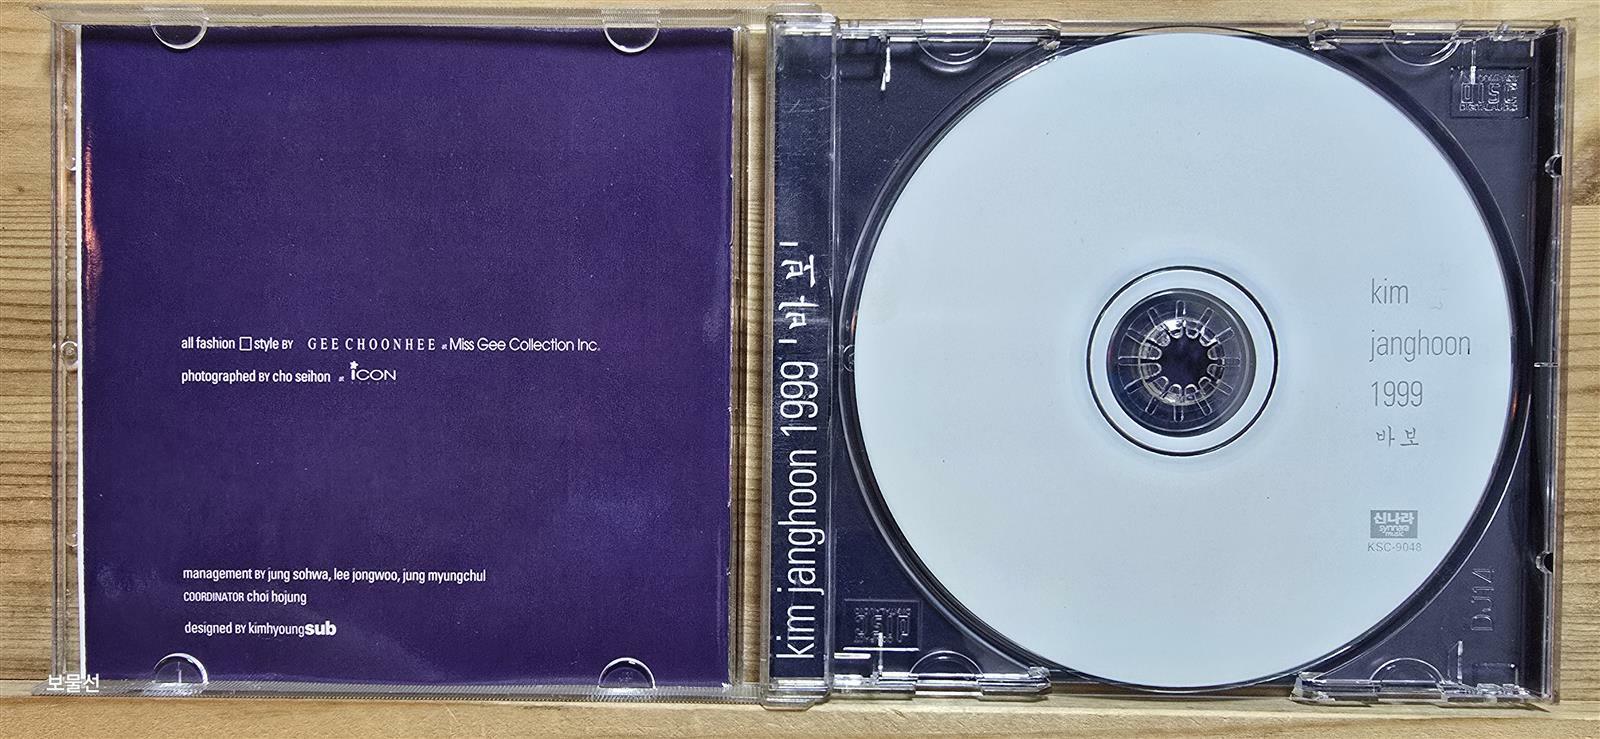 all fashion □ style BY GEE CHOONHEE at Miss Gee Collection Inc.
photographed BY cho seihon at iCON
management BY jung sohwa, lee jongwoo, jung myungchul
COORDINATOR choi hojung
designed BY kimhyoungsub
보물선
kim janghoon 1999 '바보'
kim
janghoon
1999
바보
신나라
synnara
music
KSC-9048
DISC
DJ14